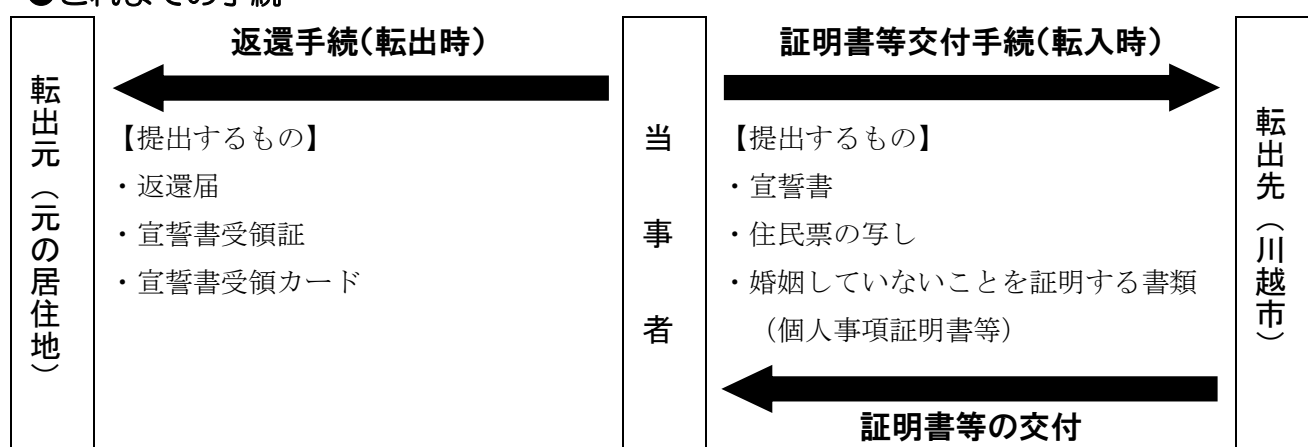 ●これまでの手続
転出元（元の居住地）
返還手続（転出時）
【提出するもの】
・返還届
・宣誓書受領証
・宣誓書受領カード
当事者
証明書等交付手続（転入時）
【提出するもの】
・宣誓書
・住民票の写し
・婚姻していないことを証明する書類
（個人事項証明書等）
証明書等の交付
転出先（川越市）